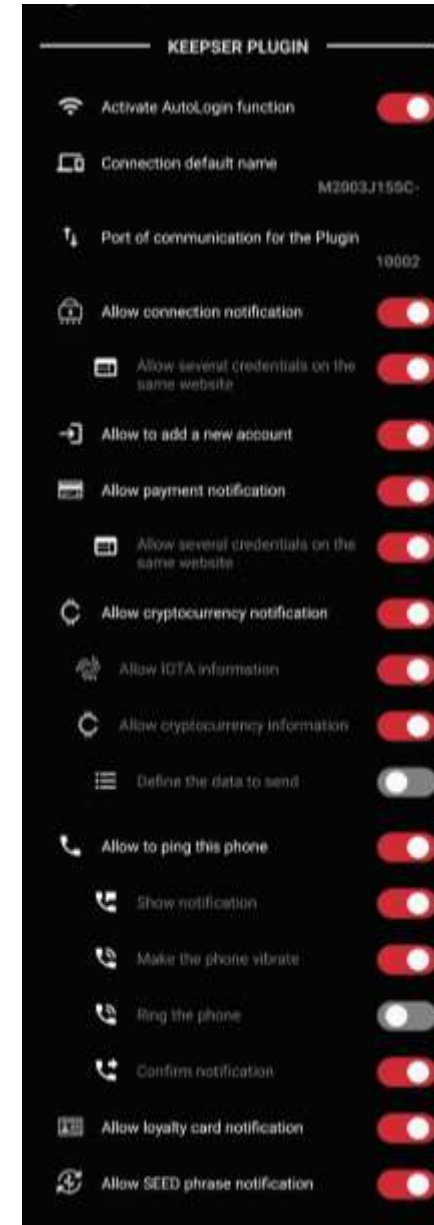 KEEPSER PLUGIN
Activate AutoLogin function
Connection default name
M2003J15SC-
Port of communication for the Plugin
10002
Allow connection notification
Allow several credentials on the
same website
Allow to add a new account
Allow payment notification
Allow several credentials on the
same website
Allow cryptocurrency notification
Allow IOTA information
Allow cryptocurrency information
Define the data to send
Allow to ping this phone
Show notification
Make the phone vibrate
Ring the phone
Confirm notification
Allow loyalty card notification
Allow SEED phrase notification